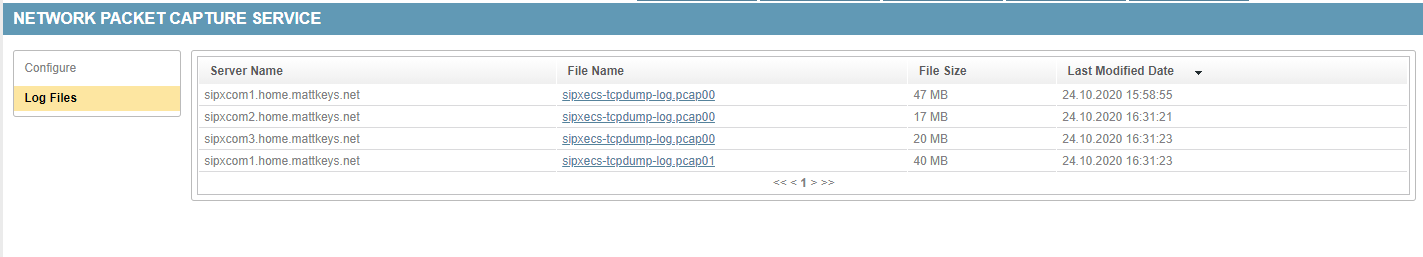 NETWORK PACKET CAPTURE SERVICE
Configure
Log Files
Server Name File Name File Size Last Modified Date
sipxcom1.home.mattkeys.net sipxecs-tcpdump-log.pcap00 47 MB 24.10.2020 15:58:55
sipxcom2.home.mattkeys.net sipxecs-tcpdump-log.pcap00 17 MB 24.10.2020 16:31:21
sipxcom3.home.mattkeys.net sipxecs-tcpdump-log.pcap00 20 MB 24.10.2020 16:31:23
sipxcom1.home.mattkeys.net sipxecs-tcpdump-log.pcap01 40 MB 24.10.2020 16:31:23
<< < 1 > >>